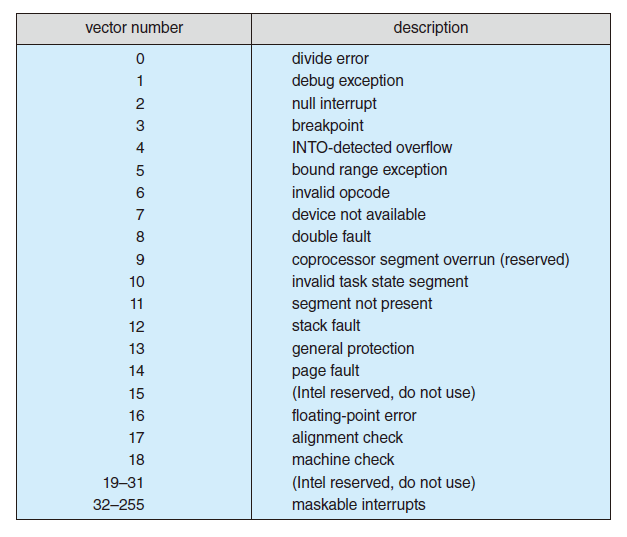 vector number description
0 divide error
1 debug exception
2 null interrupt
3 breakpoint
4 INTO-detected overflow
5 bound range exception
6 invalid opcode
7 device not available
8 double fault
9 coprocessor segment overrun (reserved)
10 invalid task state segment
11 segment not present
12 stack fault
13 general protection
14 page fault
15 (Intel reserved, do not use)
16 floating-point error
17 alignment check
18 machine check
19–31 (Intel reserved, do not use)
32–255 maskable interrupts